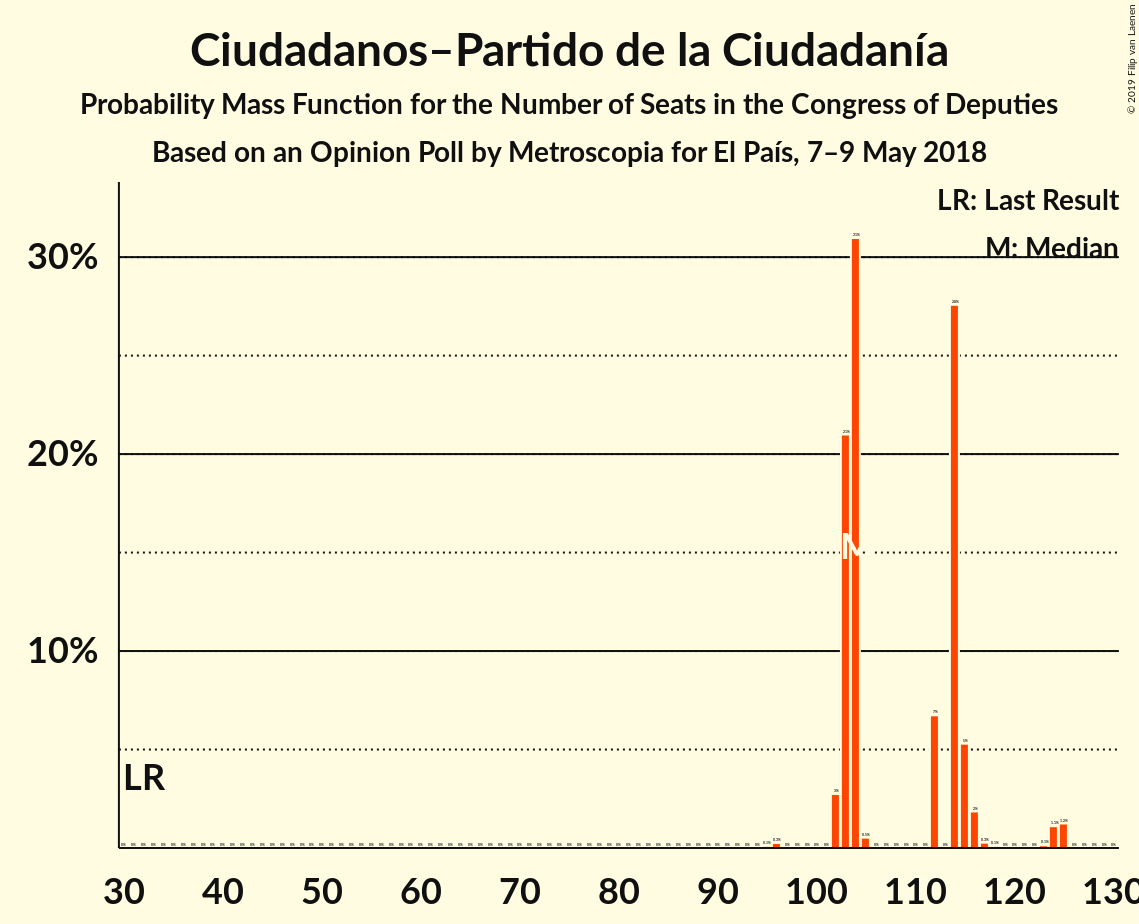 Ciudadanos–Partido de la Ciudadanía
Probability Mass Function for the Number of Seats in the Congress of Deputies
Based on an Opinion Poll by Metroscopia for El País, 7–9 May 2018
© 2019 Filip van Laenen
LR: Last Result
M: Median
30%
20%
10%
LR
M
30 40 50 60 70 80 90 100 110 120 130